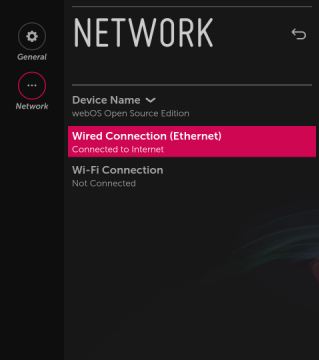 NETWORK
General
Network
Device Name
webOS Open Source Edition
Wired Connection (Ethernet)
Connected to Internet
Wi-Fi Connection
Not Connected